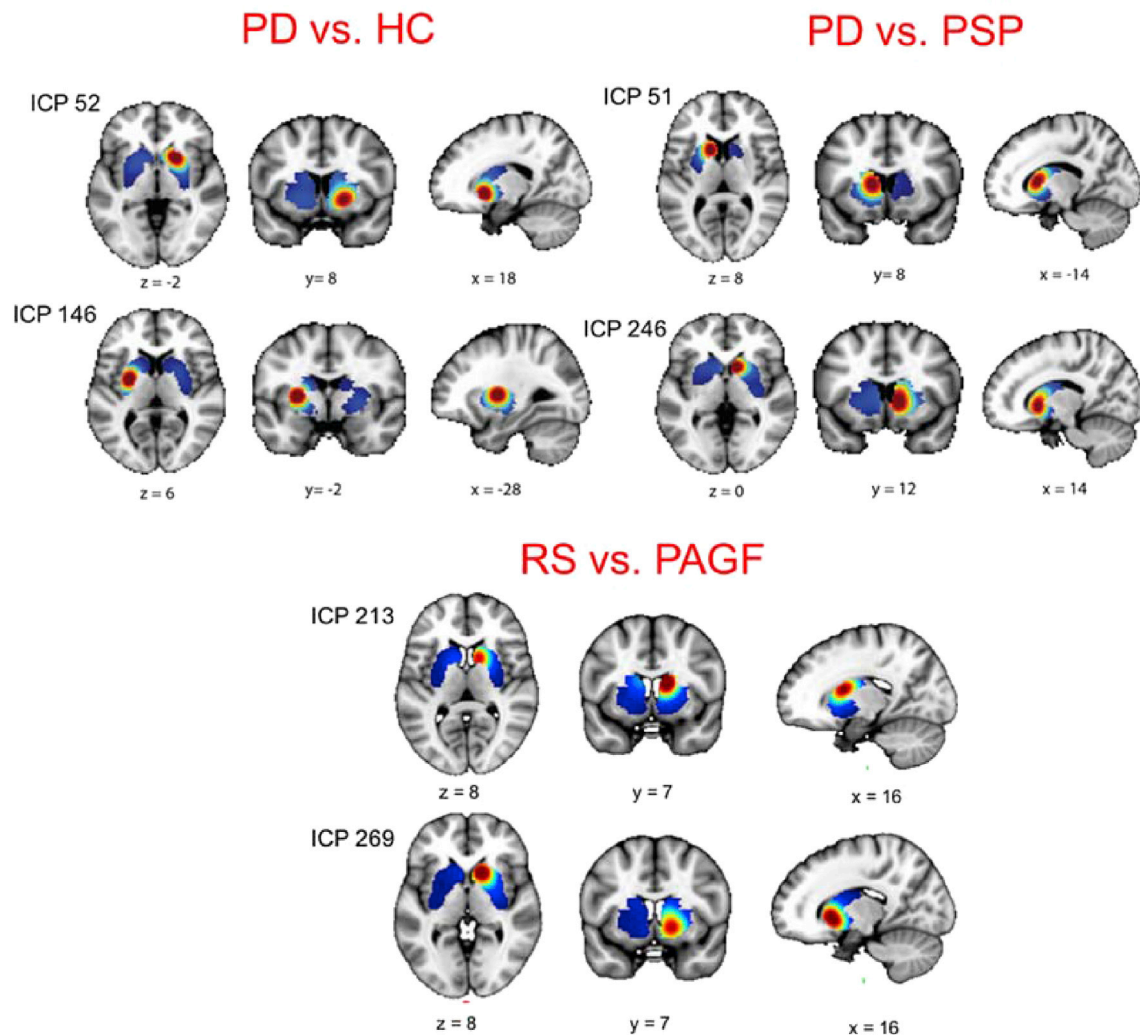 PD vs. HC
PD vs. PSP
ICP 52
ICP 51
z = -2
y= 8
x = 18
z = 8
y= 8
x = -14
ICP 146
ICP 246
z = 6
y= -2
x = -28
z = 0
y = 12
x = 14
RS vs. PAGF
ICP 213
z = 8
y = 7
x = 16
ICP 269
z = 8
y = 7
x = 16